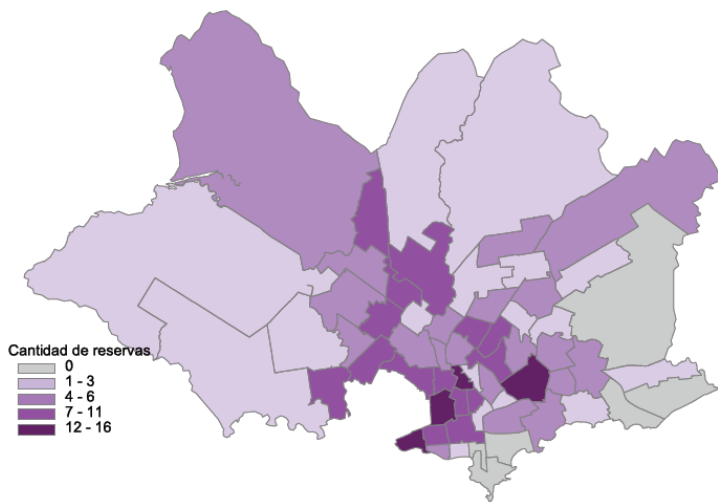 Cantidad de reservas
0
1 - 3
4 - 6
7 - 11
12 - 16